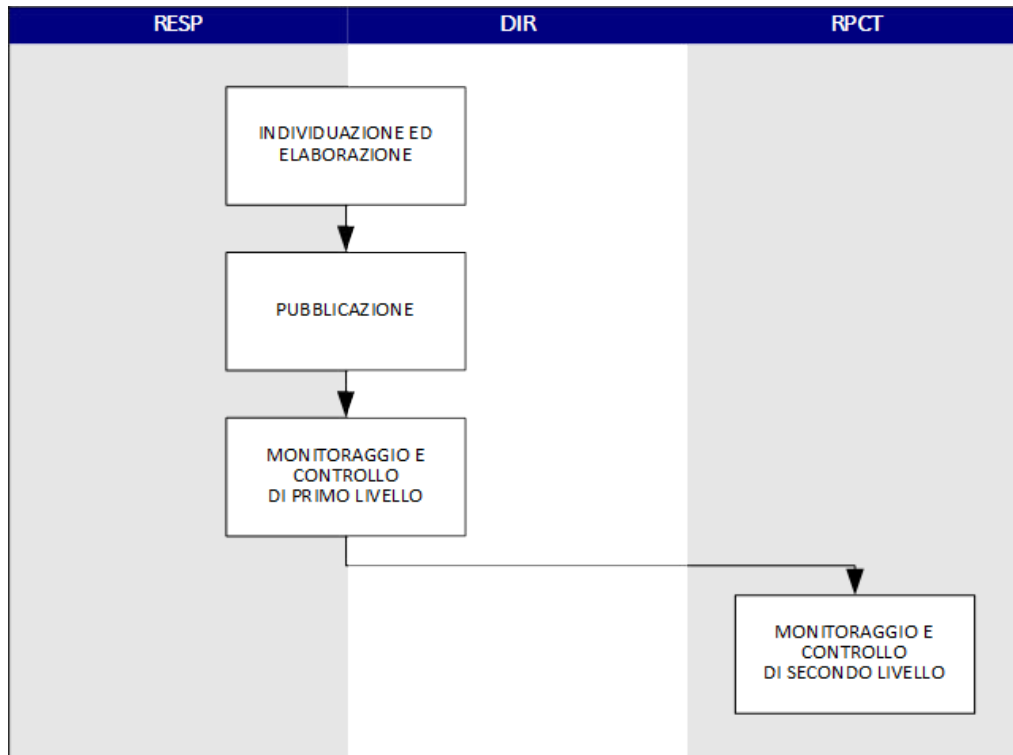 RESP
DIR
RPCT
INDIVIDUAZIONE ED
ELABORAZIONE
PUBBLICAZIONE
MONITORAGGIO E
CONTROLLO
DI PRIMO LIVELLO
MONITORAGGIO E
CONTROLLO
DI SECONDO LIVELLO